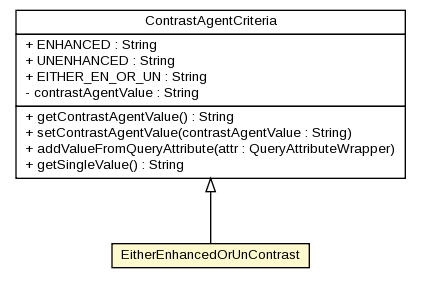 ContrastAgentCriteria
+ ENHANCED : String
+ UNENHANCED : String
+ EITHER_EN_OR_UN : String
- contrastAgentValue : String
+ getContrastAgentValue() : String
+ setContrastAgentValue(contrastAgentValue : String)
+ addValueFromQueryAttribute(attr : QueryAttributeWrapper)
+ getSingleValue() : String
EitherEnhancedOrUnContrast